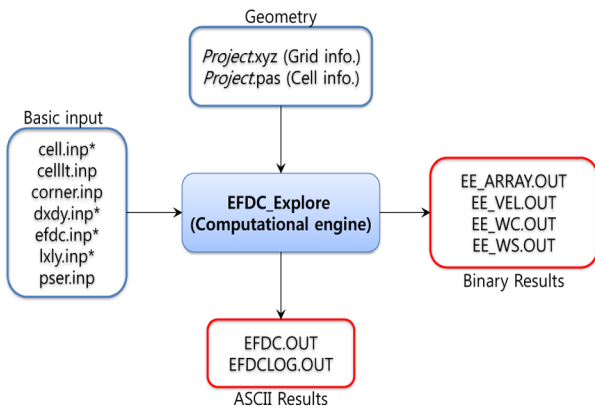 Geometry
Project.xyz (Grid info.)
Project.pas (Cell info.)
Basic input
cell.inp*
celllt.inp
corner.inp
dxdy.inp*
efdc.inp*
lxly.inp*
pser.inp
EFDC_Explore
(Computational engine)
EE_ARRAY.OUT
EE_VEL.OUT
EE_WC.OUT
EE_WS.OUT
Binary Results
EFDC.OUT
EFDCLOG.OUT
ASCII Results